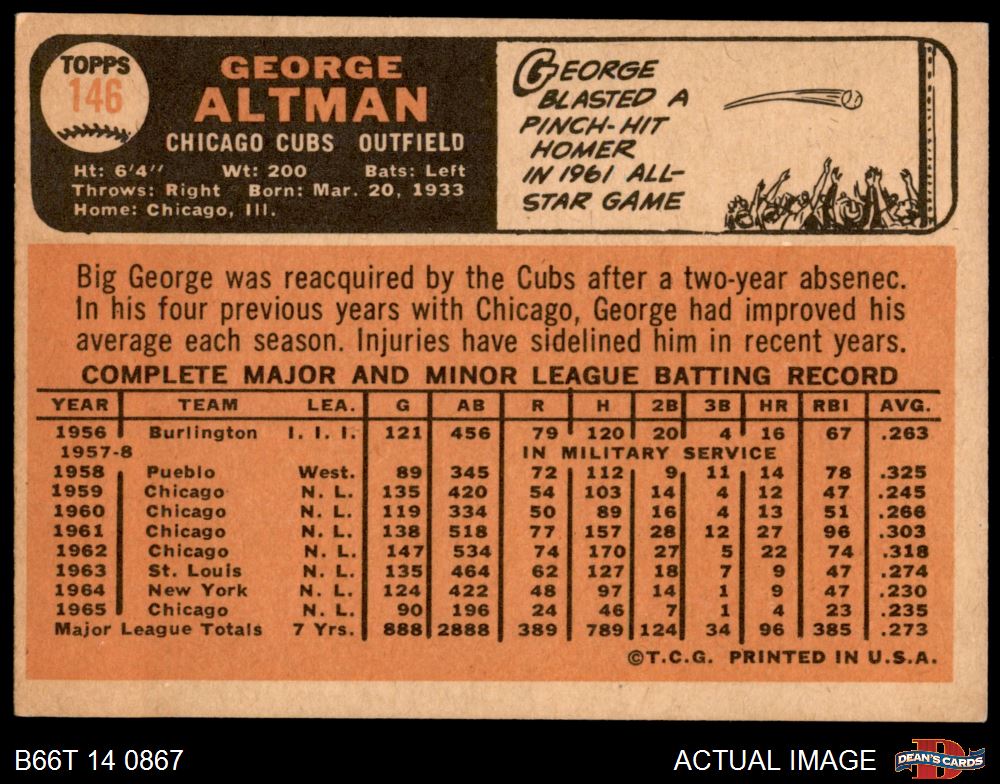 TOPPS
146
GEORGE
ALTMAN
CHICAGO CUBS OUTFIELD
Ht: 6'4" Wt: 200 Bats: Left
Throws: Right Born: Mar. 20, 1933
Home: Chicago, Ill.
GEORGE
BLASTED A
PINCH-HIT
HOMER
IN 1961 ALL-
STAR GAME
Big George was reacquired by the Cubs after a two-year absenec.
In his four previous years with Chicago, George had improved his
average each season. Injuries have sidelined him in recent years.
COMPLETE MAJOR AND MINOR LEAGUE BATTING RECORD
YEAR TEAM LEA. G AB R H 2B 3B HR RBI AVG.
1956 Burlington I. I. I. 121 456 79 120 20 4 16 67 .263
1957-8 IN MILITARY SERVICE
1958 Pueblo West. 89 345 72 112 9 11 14 78 .325
1959 Chicago N. L. 135 420 54 103 14 4 12 47 .245
1960 Chicago N. L. 119 334 50 89 16 4 13 51 .266
1961 Chicago N. L. 138 518 77 157 28 12 27 96 .303
1962 Chicago N. L. 147 534 74 170 27 5 22 74 .318
1963 St. Louis N. L. 135 464 62 127 18 7 9 47 .274
1964 New York N. L. 124 422 48 97 14 1 9 47 .230
1965 Chicago N. L. 90 196 24 46 7 1 4 23 .235
Major League Totals 7 Yrs. 888 2888 389 789 124 34 96 385 .273
©T.C.G. PRINTED IN U.S.A.
B66T 14 0867
ACTUAL IMAGE
D
DEAN'S CARDS